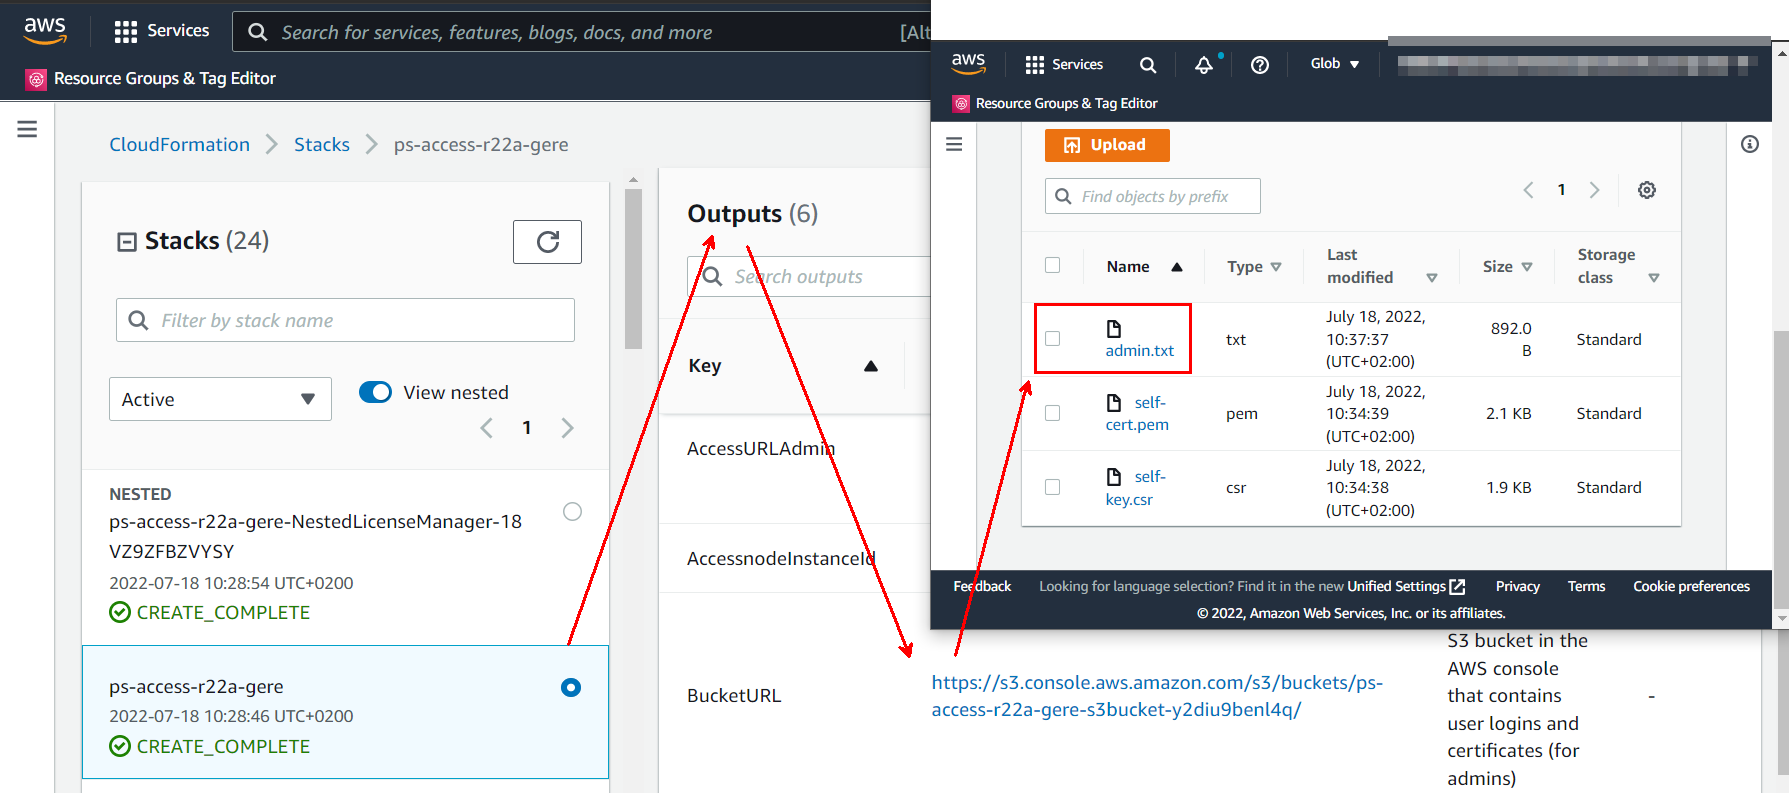 aws
Services
Search for services, features, blogs, docs, and more
[Alt
Resource Groups & Tag Editor
CloudFormation
Stacks
ps-access-r22a-gere
Stacks (24)
Filter by stack name
Active
View nested
1
NESTED
ps-access-r22a-gere-NestedLicenseManager-18
VZ9ZFBZVYSY
2022-07-18 10:28:54 UTC+0200
CREATE_COMPLETE
ps-access-r22a-gere
2022-07-18 10:28:46 UTC+0200
CREATE_COMPLETE
Outputs (6)
Search outputs
Key
AccessURLAdmin
AccessnodeInstanceId
BucketURL
https://s3.console.aws.amazon.com/s3/buckets/ps-
access-r22a-gere-s3bucket-y2diu9benl4q/
S3 bucket in the
AWS console
that contains
user logins and
certificates (for
admins)
-
aws
Services
Glob
Resource Groups & Tag Editor
Upload
Find objects by prefix
1
Name
Type
Last
modified
Size
Storage
class
admin.txt
txt
July 18, 2022,
10:37:37
(UTC+02:00)
892.0
B
Standard
self-
cert.pem
pem
July 18, 2022,
10:34:39
(UTC+02:00)
2.1 KB
Standard
self-
key.csr
csr
July 18, 2022,
10:34:38
(UTC+02:00)
1.9 KB
Standard
Feedback
Looking for language selection? Find it in the new Unified Settings
Privacy
Terms
Cookie preferences
© 2022, Amazon Web Services, Inc. or its affiliates.